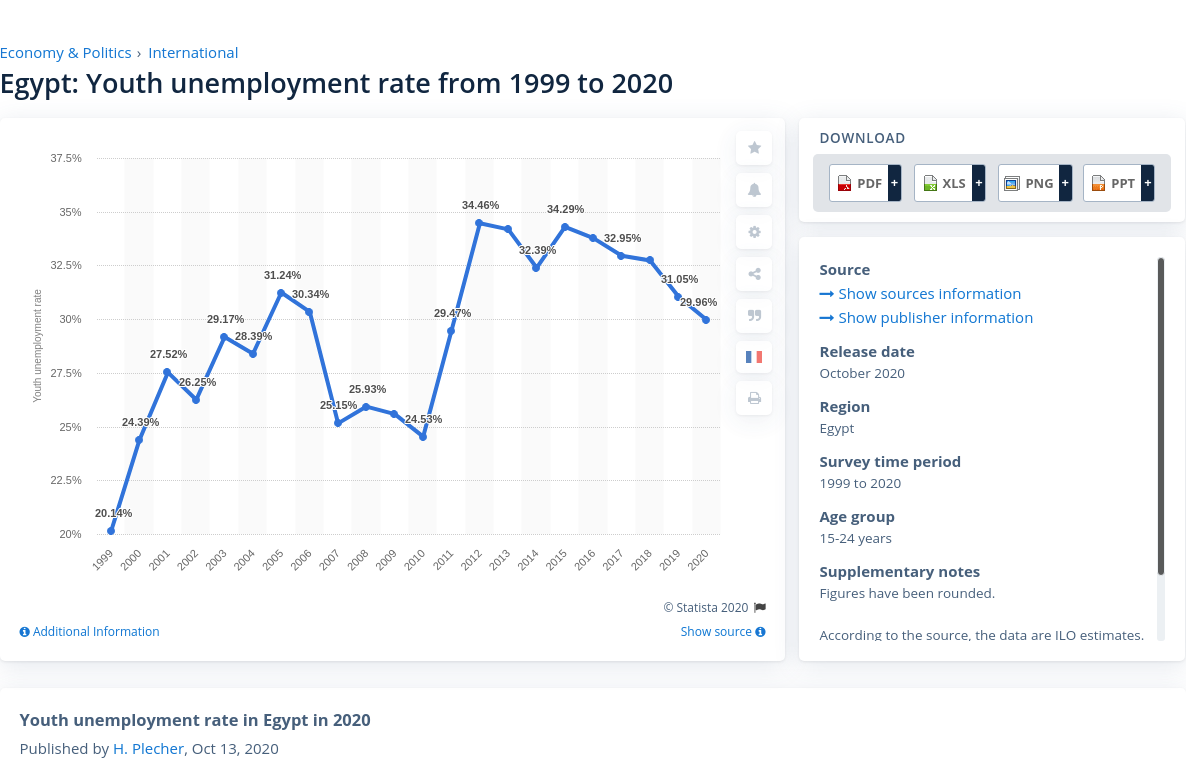 Economy & Politics › International
Egypt: Youth unemployment rate from 1999 to 2020
37.5%
35%
32.5%
30%
27.5%
25%
22.5%
20%
Youth unemployment rate
20.14%
24.39%
27.52%
26.25%
29.17%
28.39%
31.24%
30.34%
25.15%
25.93%
24.53%
29.47%
34.46%
32.39%
34.29%
32.95%
31.05%
29.96%
1999
2000
2001
2002
2003
2004
2005
2006
2007
2008
2009
2010
2011
2012
2013
2014
2015
2016
2017
2018
2019
2020
© Statista 2020
Additional Information
Show source
DOWNLOAD
PDF + XLS + PNG + PPT +
Source
Show sources information
Show publisher information
Release date
October 2020
Region
Egypt
Survey time period
1999 to 2020
Age group
15-24 years
Supplementary notes
Figures have been rounded.
According to the source, the data are ILO estimates.
Youth unemployment rate in Egypt in 2020
Published by H. Plecher, Oct 13, 2020